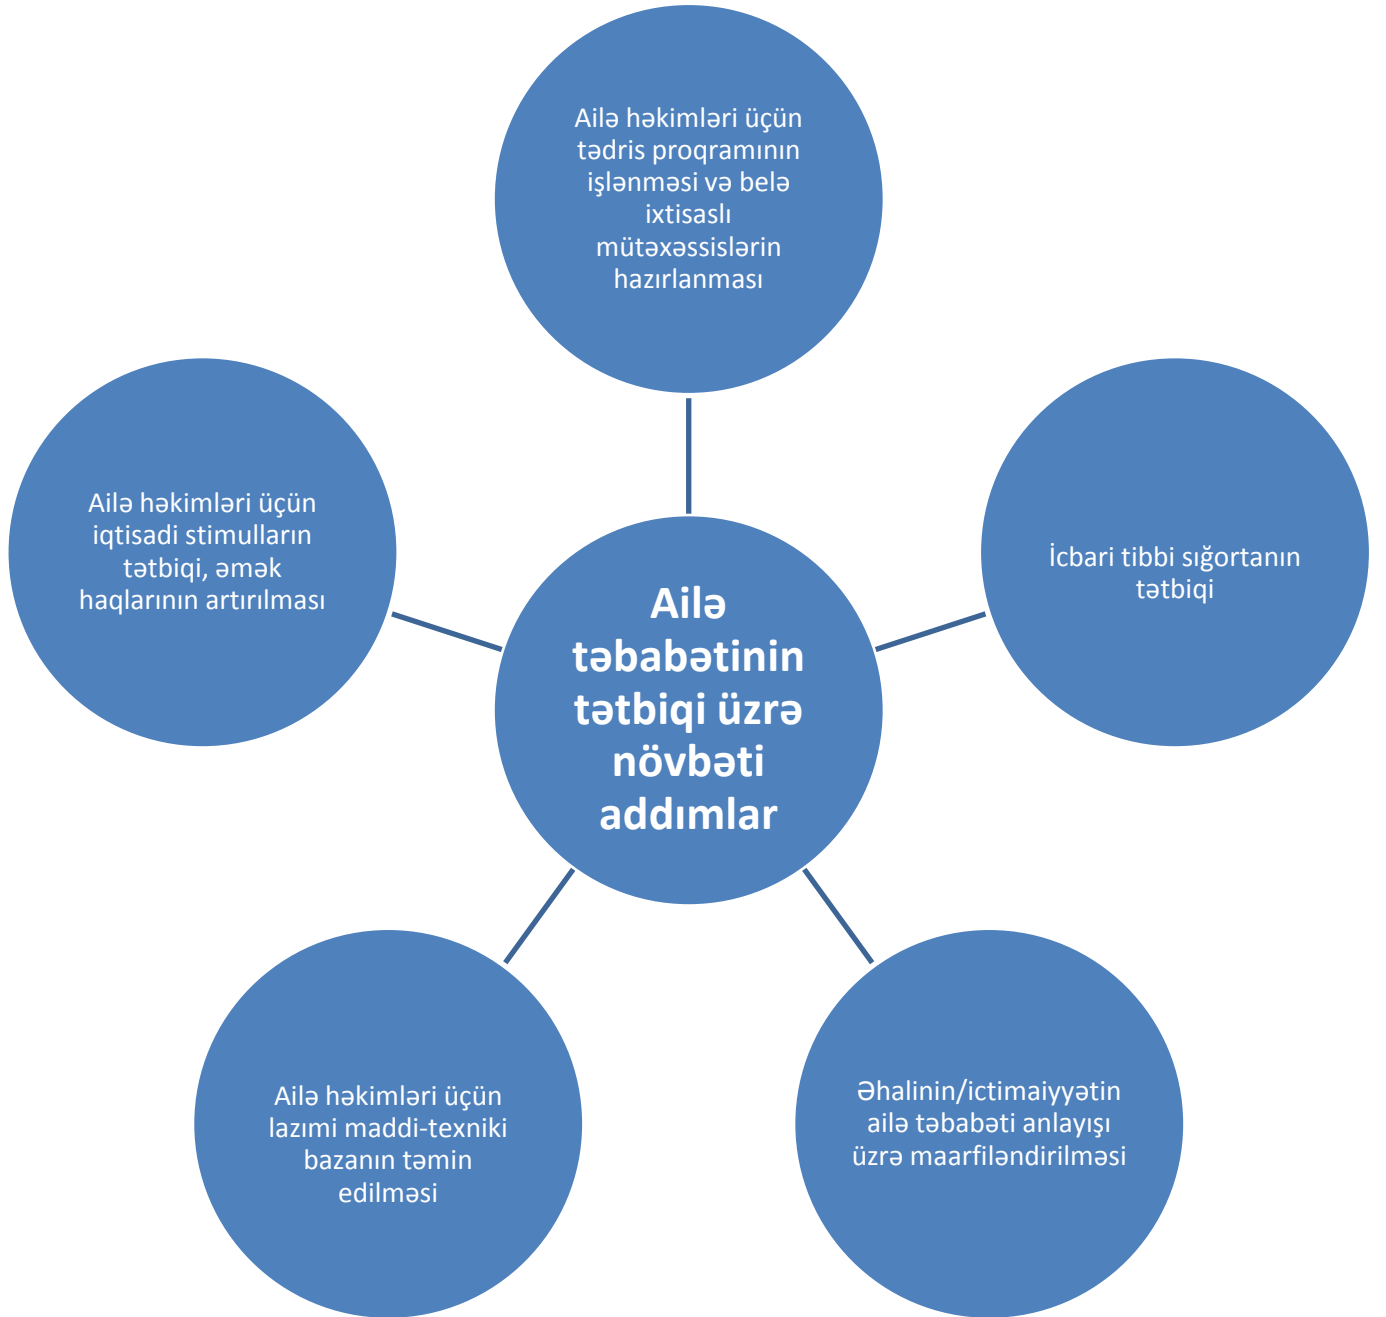 Ailə həkimləri üçün
tədris proqramının
işlənməsi və belə
ixtisaslı
mütəxəssislərin
hazırlanması
Ailə həkimləri üçün
iqtisadi stimulların
tətbiqi, əmək
haqlarının artırılması
İcbari tibbi sığortanın
tətbiqi
Ailə
təbabətinin
tətbiqi üzrə
növbəti
addımlar
Ailə həkimləri üçün
lazımi maddi-texniki
bazanın təmin
edilməsi
Əhalinin/ictimaiyyətin
ailə təbabəti anlayışı
üzrə maarfiləndirilməsi